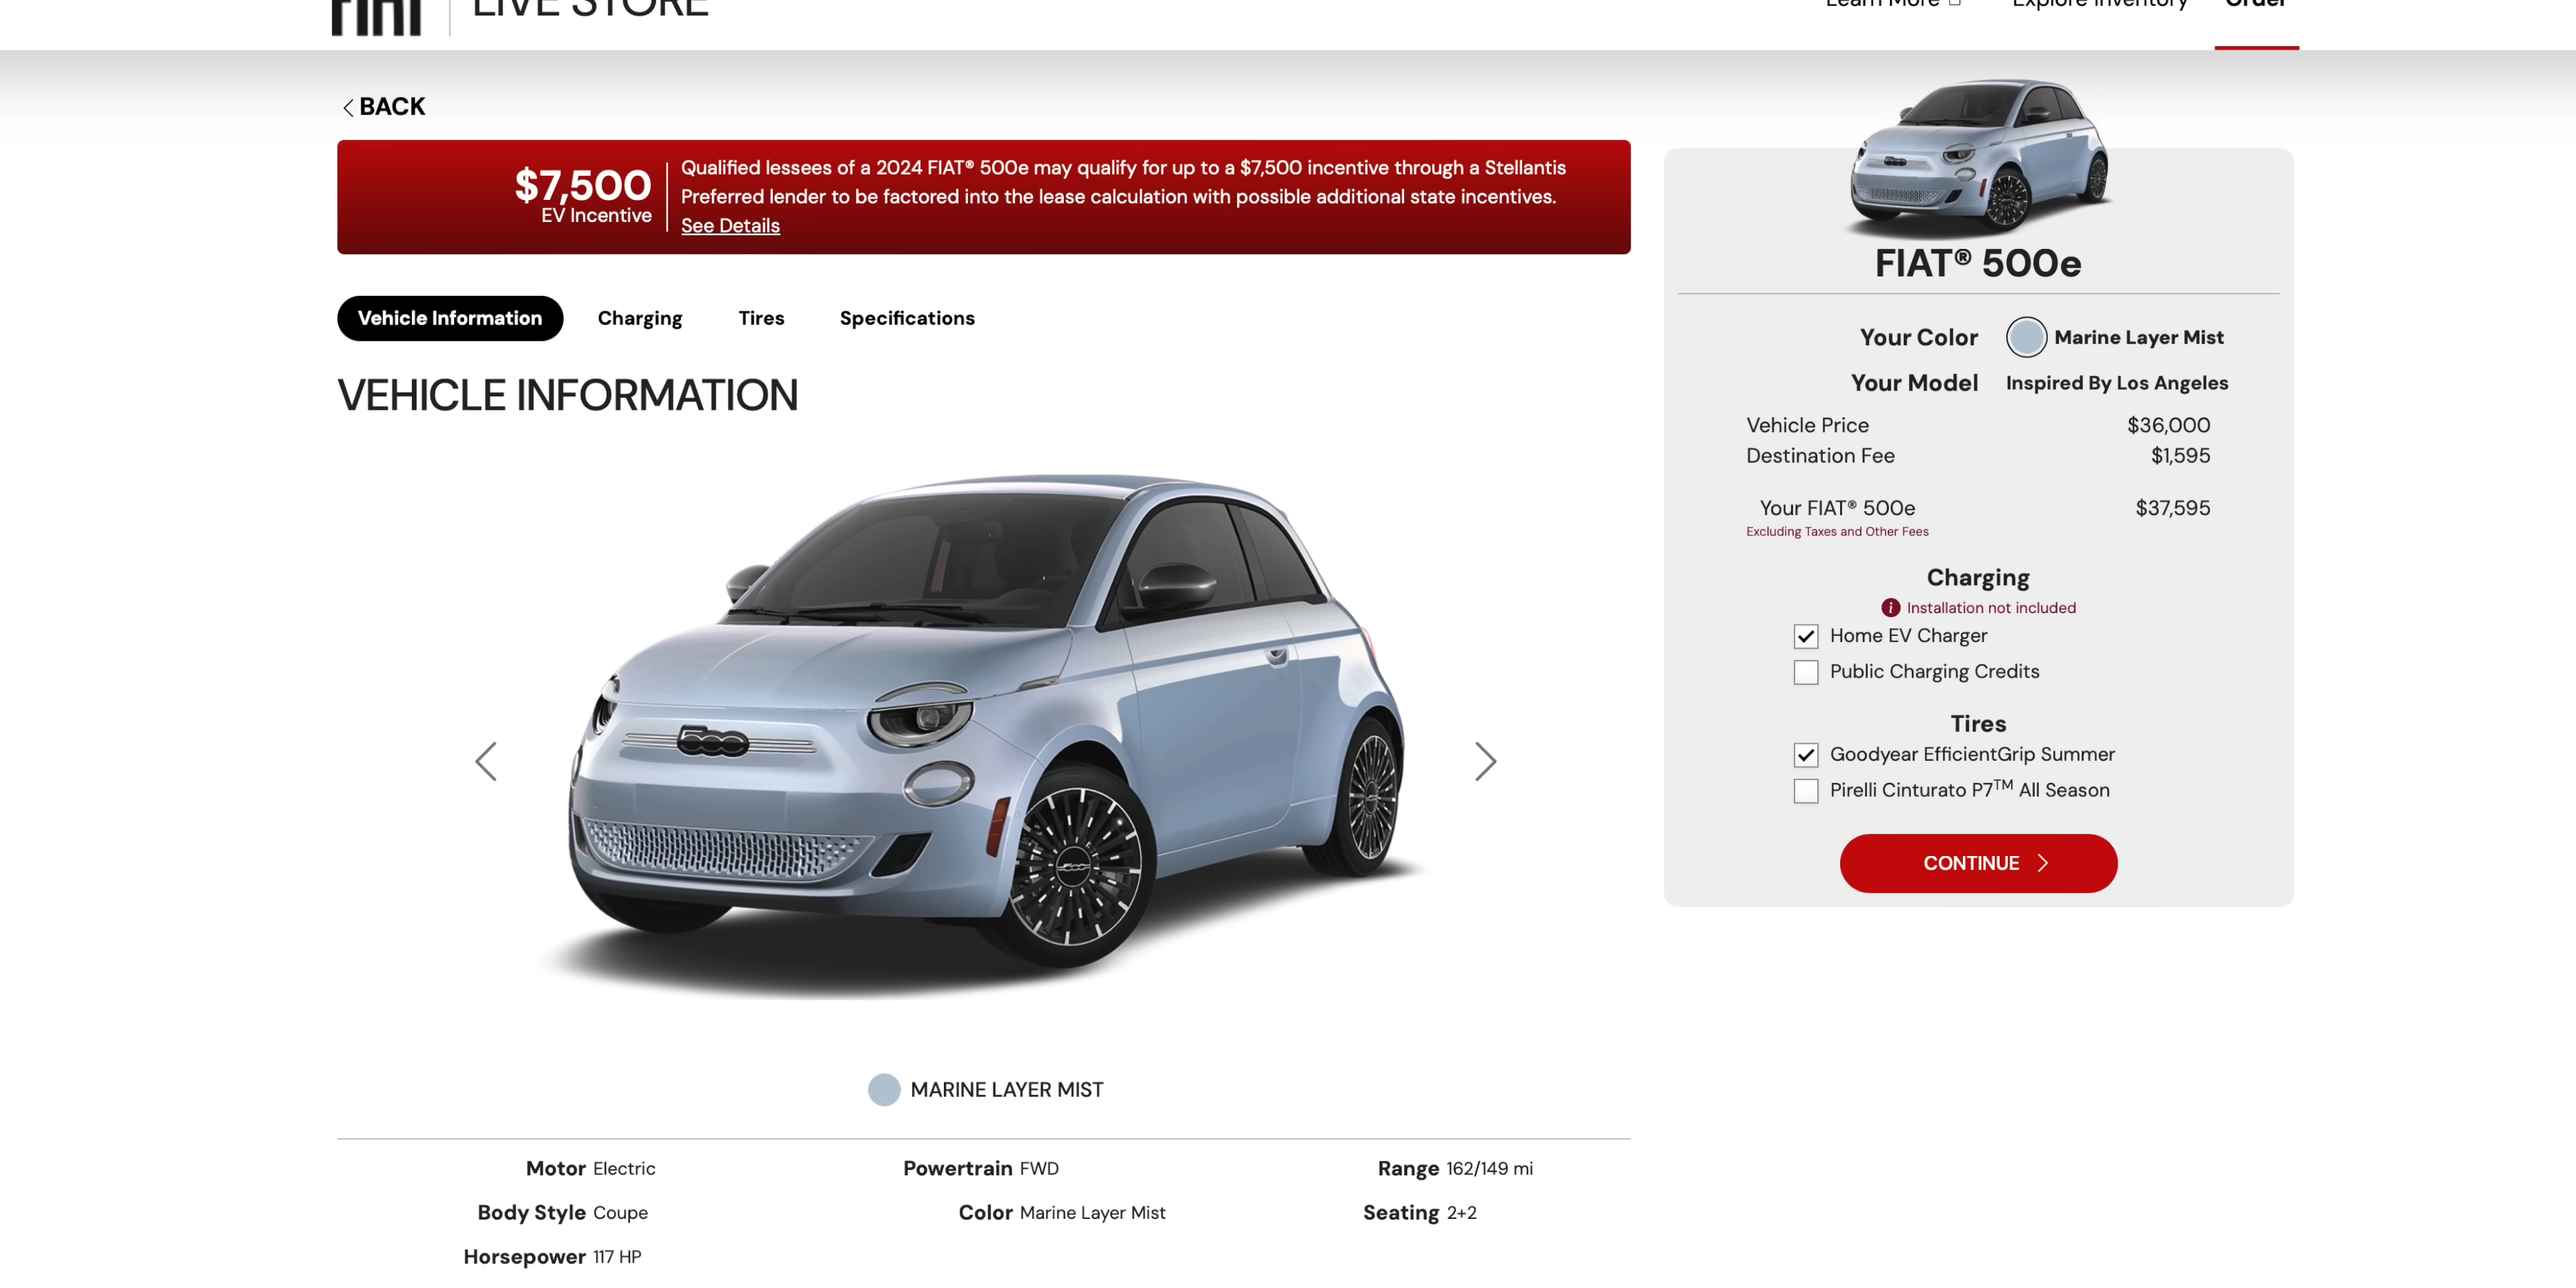 FIAT
LIVE STORE
Learn More
Explore Inventory
Order
BACK
$7,500
EV Incentive
Qualified lessees of a 2024 FIAT® 500e may qualify for up to a $7,500 incentive through a Stellantis
Preferred lender to be factored into the lease calculation with possible additional state incentives.
See Details
Vehicle Information
Charging
Tires
Specifications
VEHICLE INFORMATION
500
MARINE LAYER MIST
Motor Electric
Powertrain FWD
Range 162/149 mi
Body Style Coupe
Color Marine Layer Mist
Seating 2+2
Horsepower 117 HP
FIAT® 500e
Your Color Marine Layer Mist
Your Model Inspired By Los Angeles
Vehicle Price $36,000
Destination Fee $1,595
Your FIAT® 500e $37,595
Excluding Taxes and Other Fees
Charging
i Installation not included
Home EV Charger
Public Charging Credits
Tires
Goodyear EfficientGrip Summer
Pirelli Cinturato P7™ All Season
CONTINUE